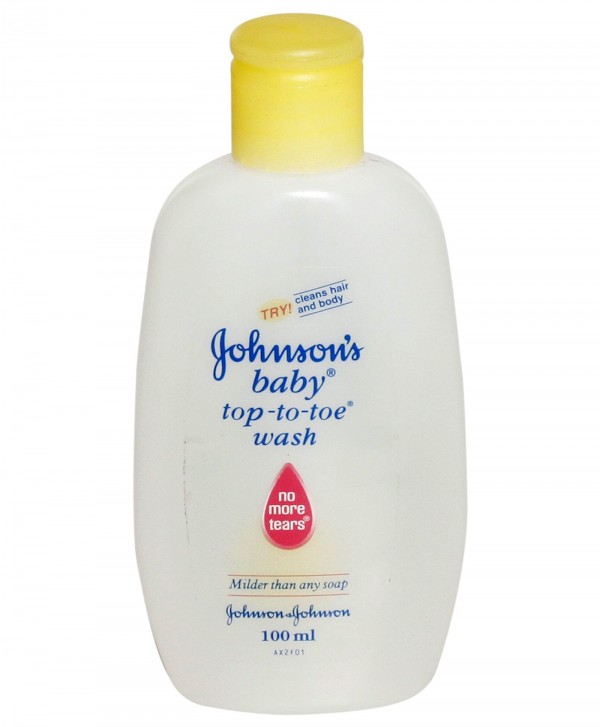 TRY! cleans hair
and body
Johnson's
baby®
top-to-toe®
wash
no
more
tears®
Milder than any soap
Johnson & Johnson
100 ml
AX2F01